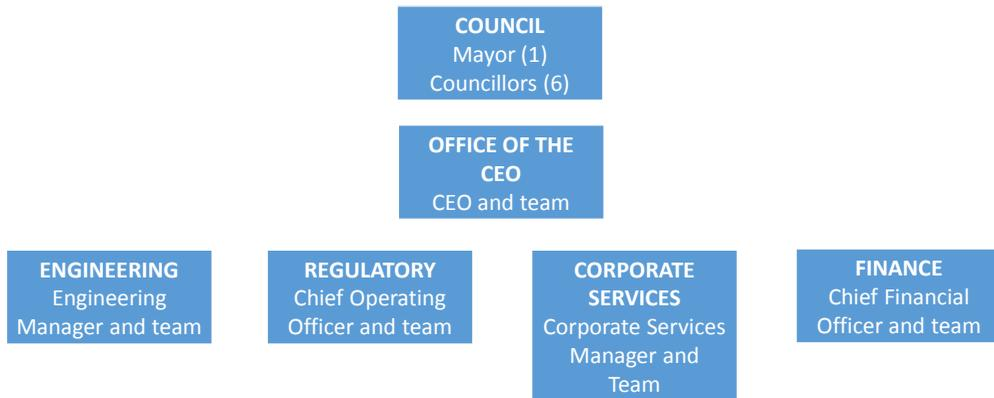 COUNCIL
Mayor (1)
Councillors (6)
OFFICE OF THE
CEO
CEO and team
ENGINEERING
Engineering
Manager and team
REGULATORY
Chief Operating
Officer and team
CORPORATE
SERVICES
Corporate Services
Manager and
Team
FINANCE
Chief Financial
Officer and team